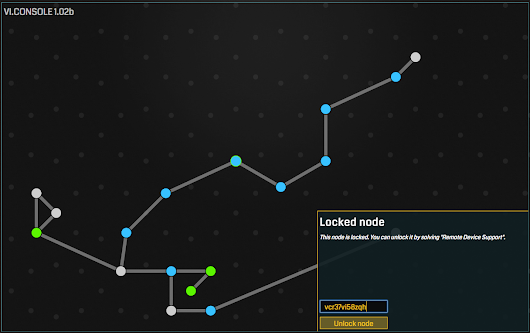 VI.CONSOLE 1.02b
Locked node
This node is locked. You can unlock it by solving "Remote Device Support".
vcr37vi58zqh
Unlock node